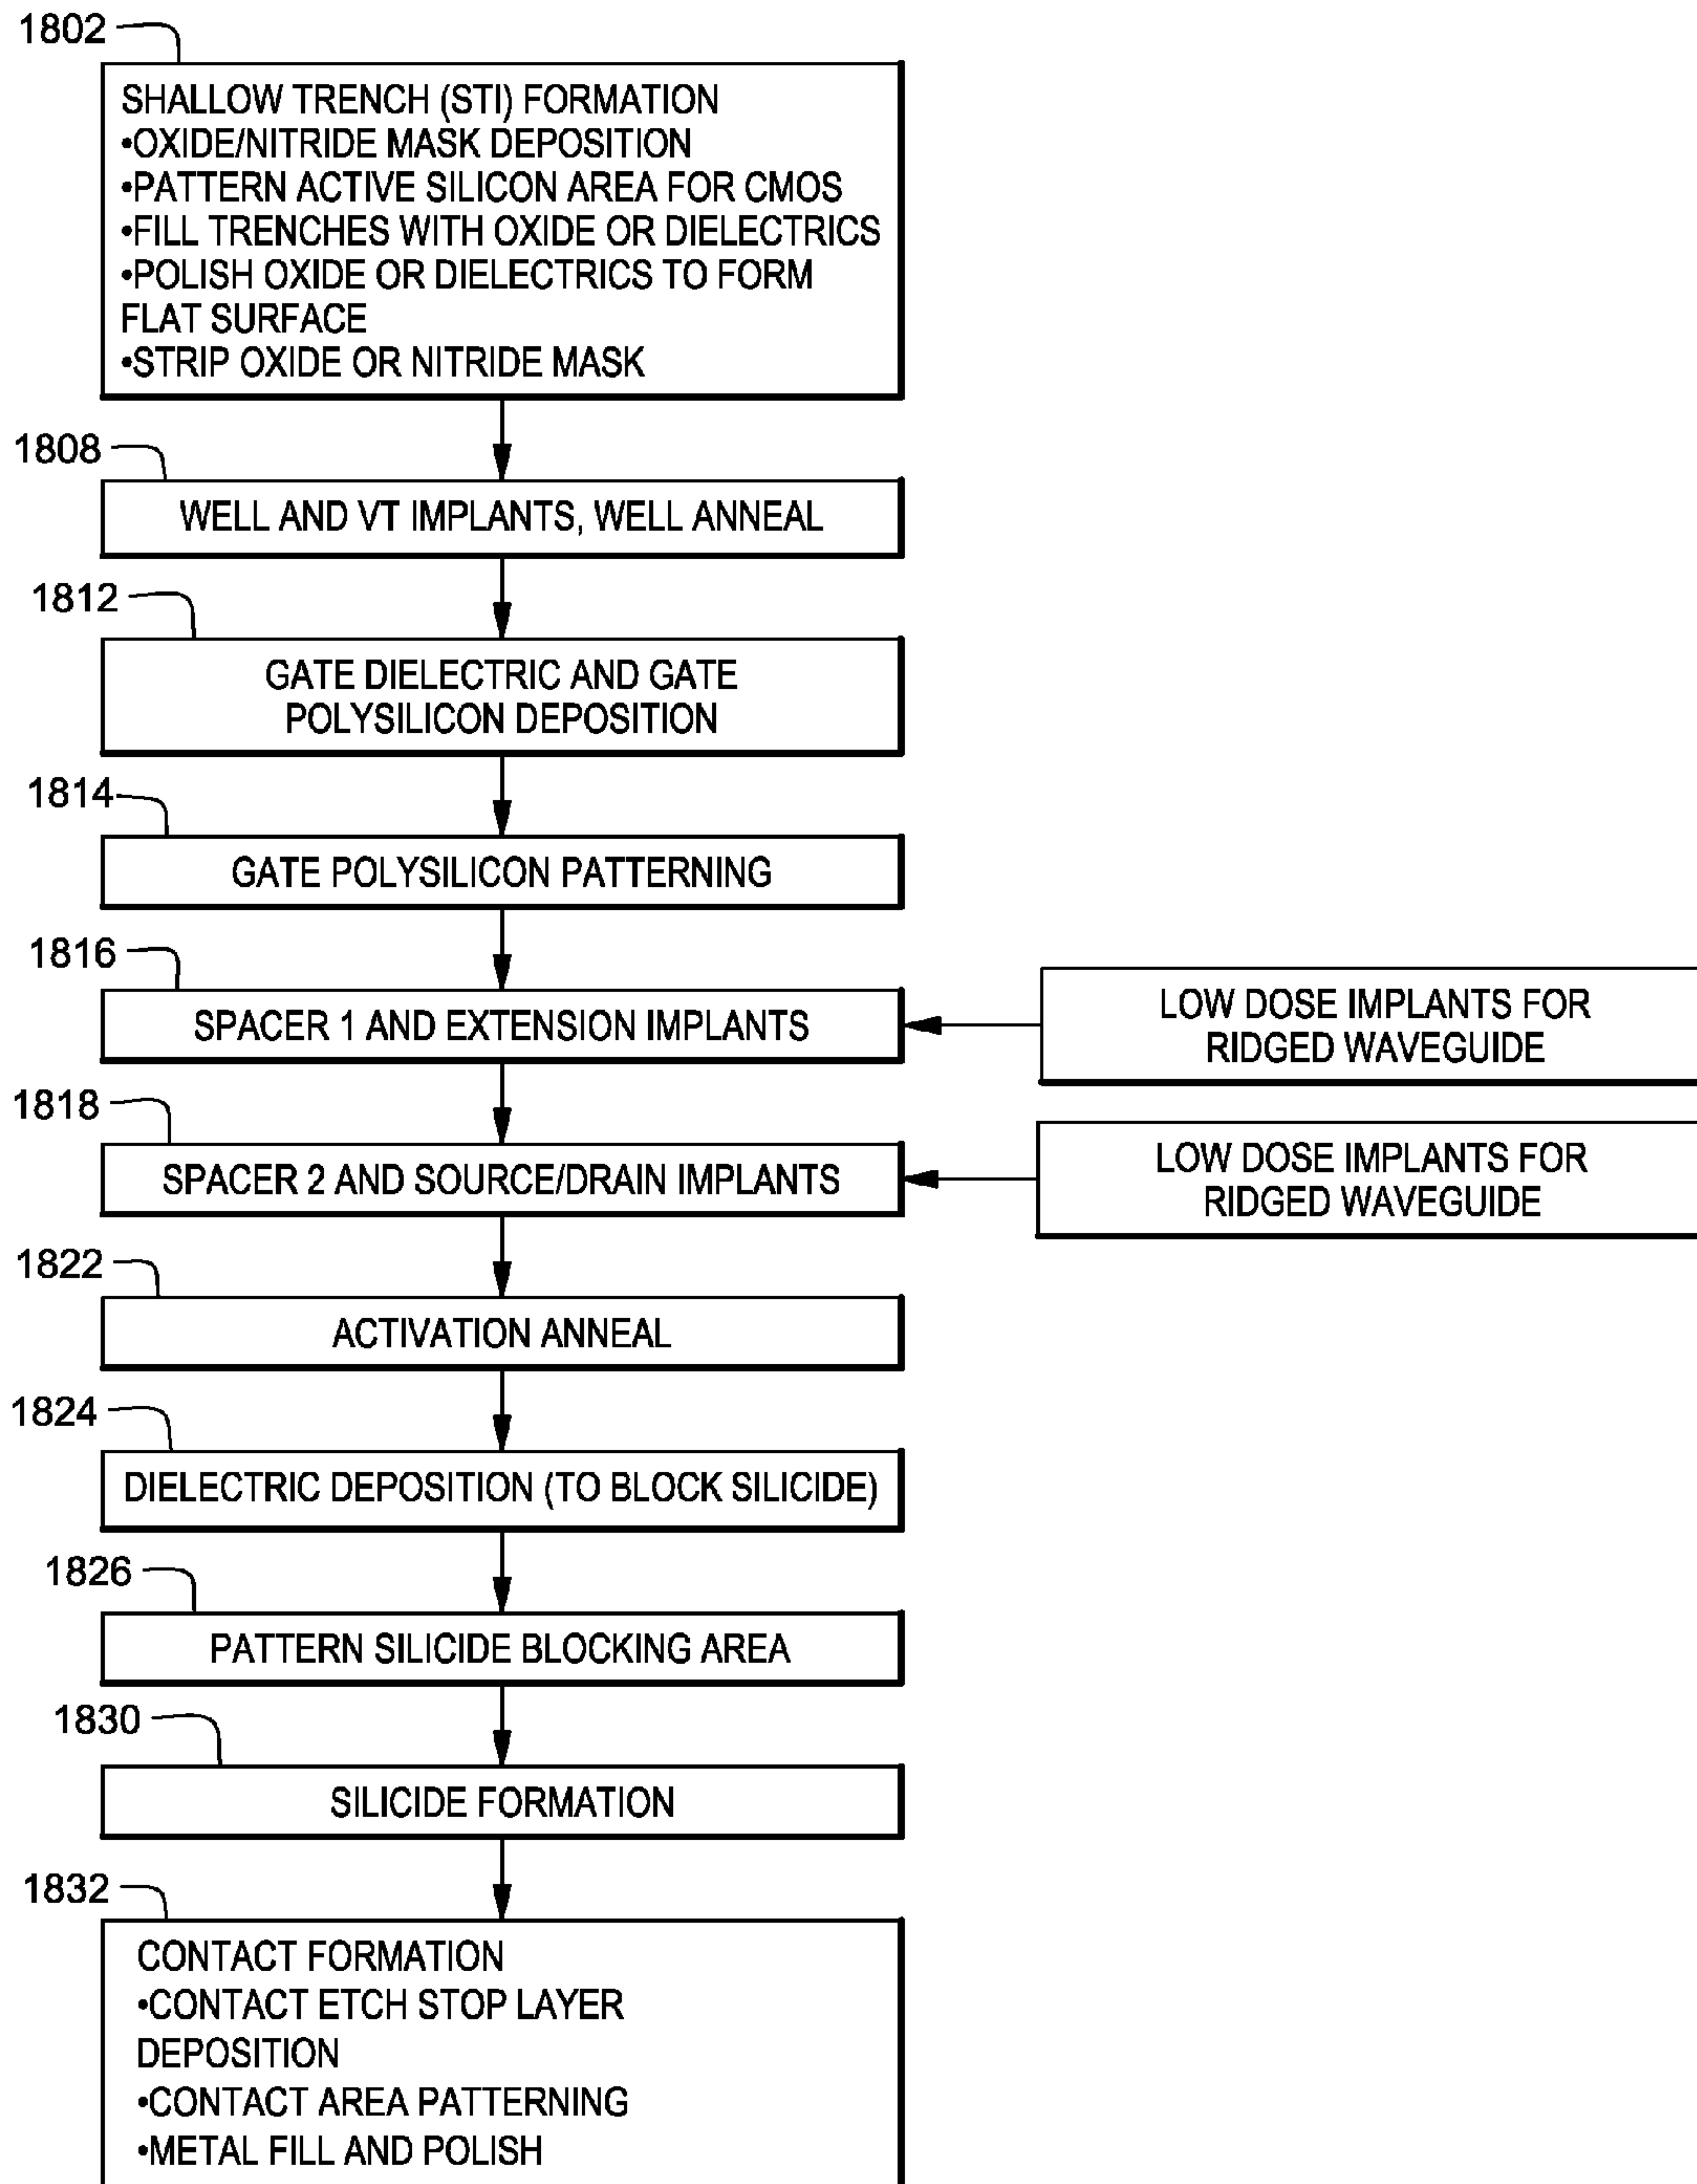 1802
SHALLOW TRENCH (STI) FORMATION
•OXIDE/NITRIDE MASK DEPOSITION
•PATTERN ACTIVE SILICON AREA FOR CMOS
•FILL TRENCHES WITH OXIDE OR DIELECTRICS
•POLISH OXIDE OR DIELECTRICS TO FORM
FLAT SURFACE
•STRIP OXIDE OR NITRIDE MASK
1808
WELL AND VT IMPLANTS, WELL ANNEAL
1812
GATE DIELECTRIC AND GATE
POLYSILICON DEPOSITION
1814
GATE POLYSILICON PATTERNING
1816
SPACER 1 AND EXTENSION IMPLANTS
LOW DOSE IMPLANTS FOR
RIDGED WAVEGUIDE
1818
SPACER 2 AND SOURCE/DRAIN IMPLANTS
LOW DOSE IMPLANTS FOR
RIDGED WAVEGUIDE
1822
ACTIVATION ANNEAL
1824
DIELECTRIC DEPOSITION (TO BLOCK SILICIDE)
1826
PATTERN SILICIDE BLOCKING AREA
1830
SILICIDE FORMATION
1832
CONTACT FORMATION
•CONTACT ETCH STOP LAYER
DEPOSITION
•CONTACT AREA PATTERNING
•METAL FILL AND POLISH